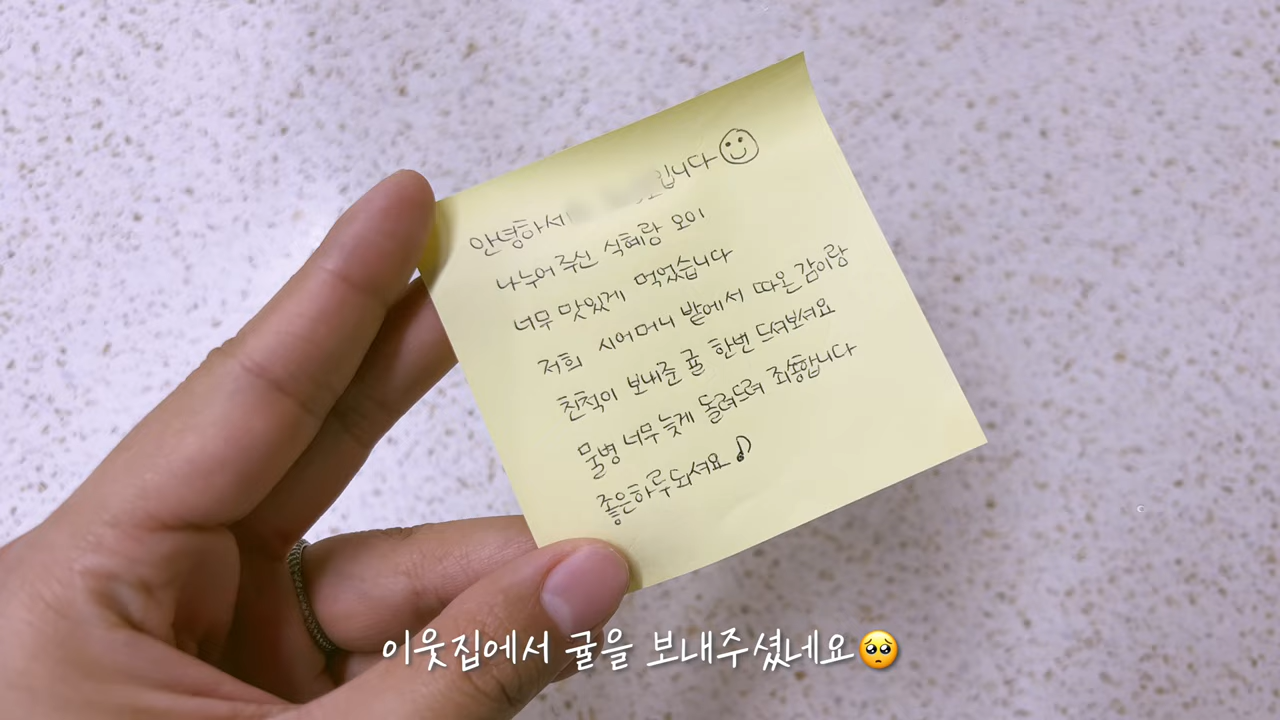 안녕하세 입니다
나누어주신 식혜랑 오이
너무 맛있게 먹었습니다
저희 시어머니 밭에서 따온 감이랑
친척이 보내준 귤 한번 드셔보셔요
물병 너무 늦게 돌려드려 죄송합니다
좋은하루되셔요♪
이웃집에서 귤을 보내주셨네요🥺